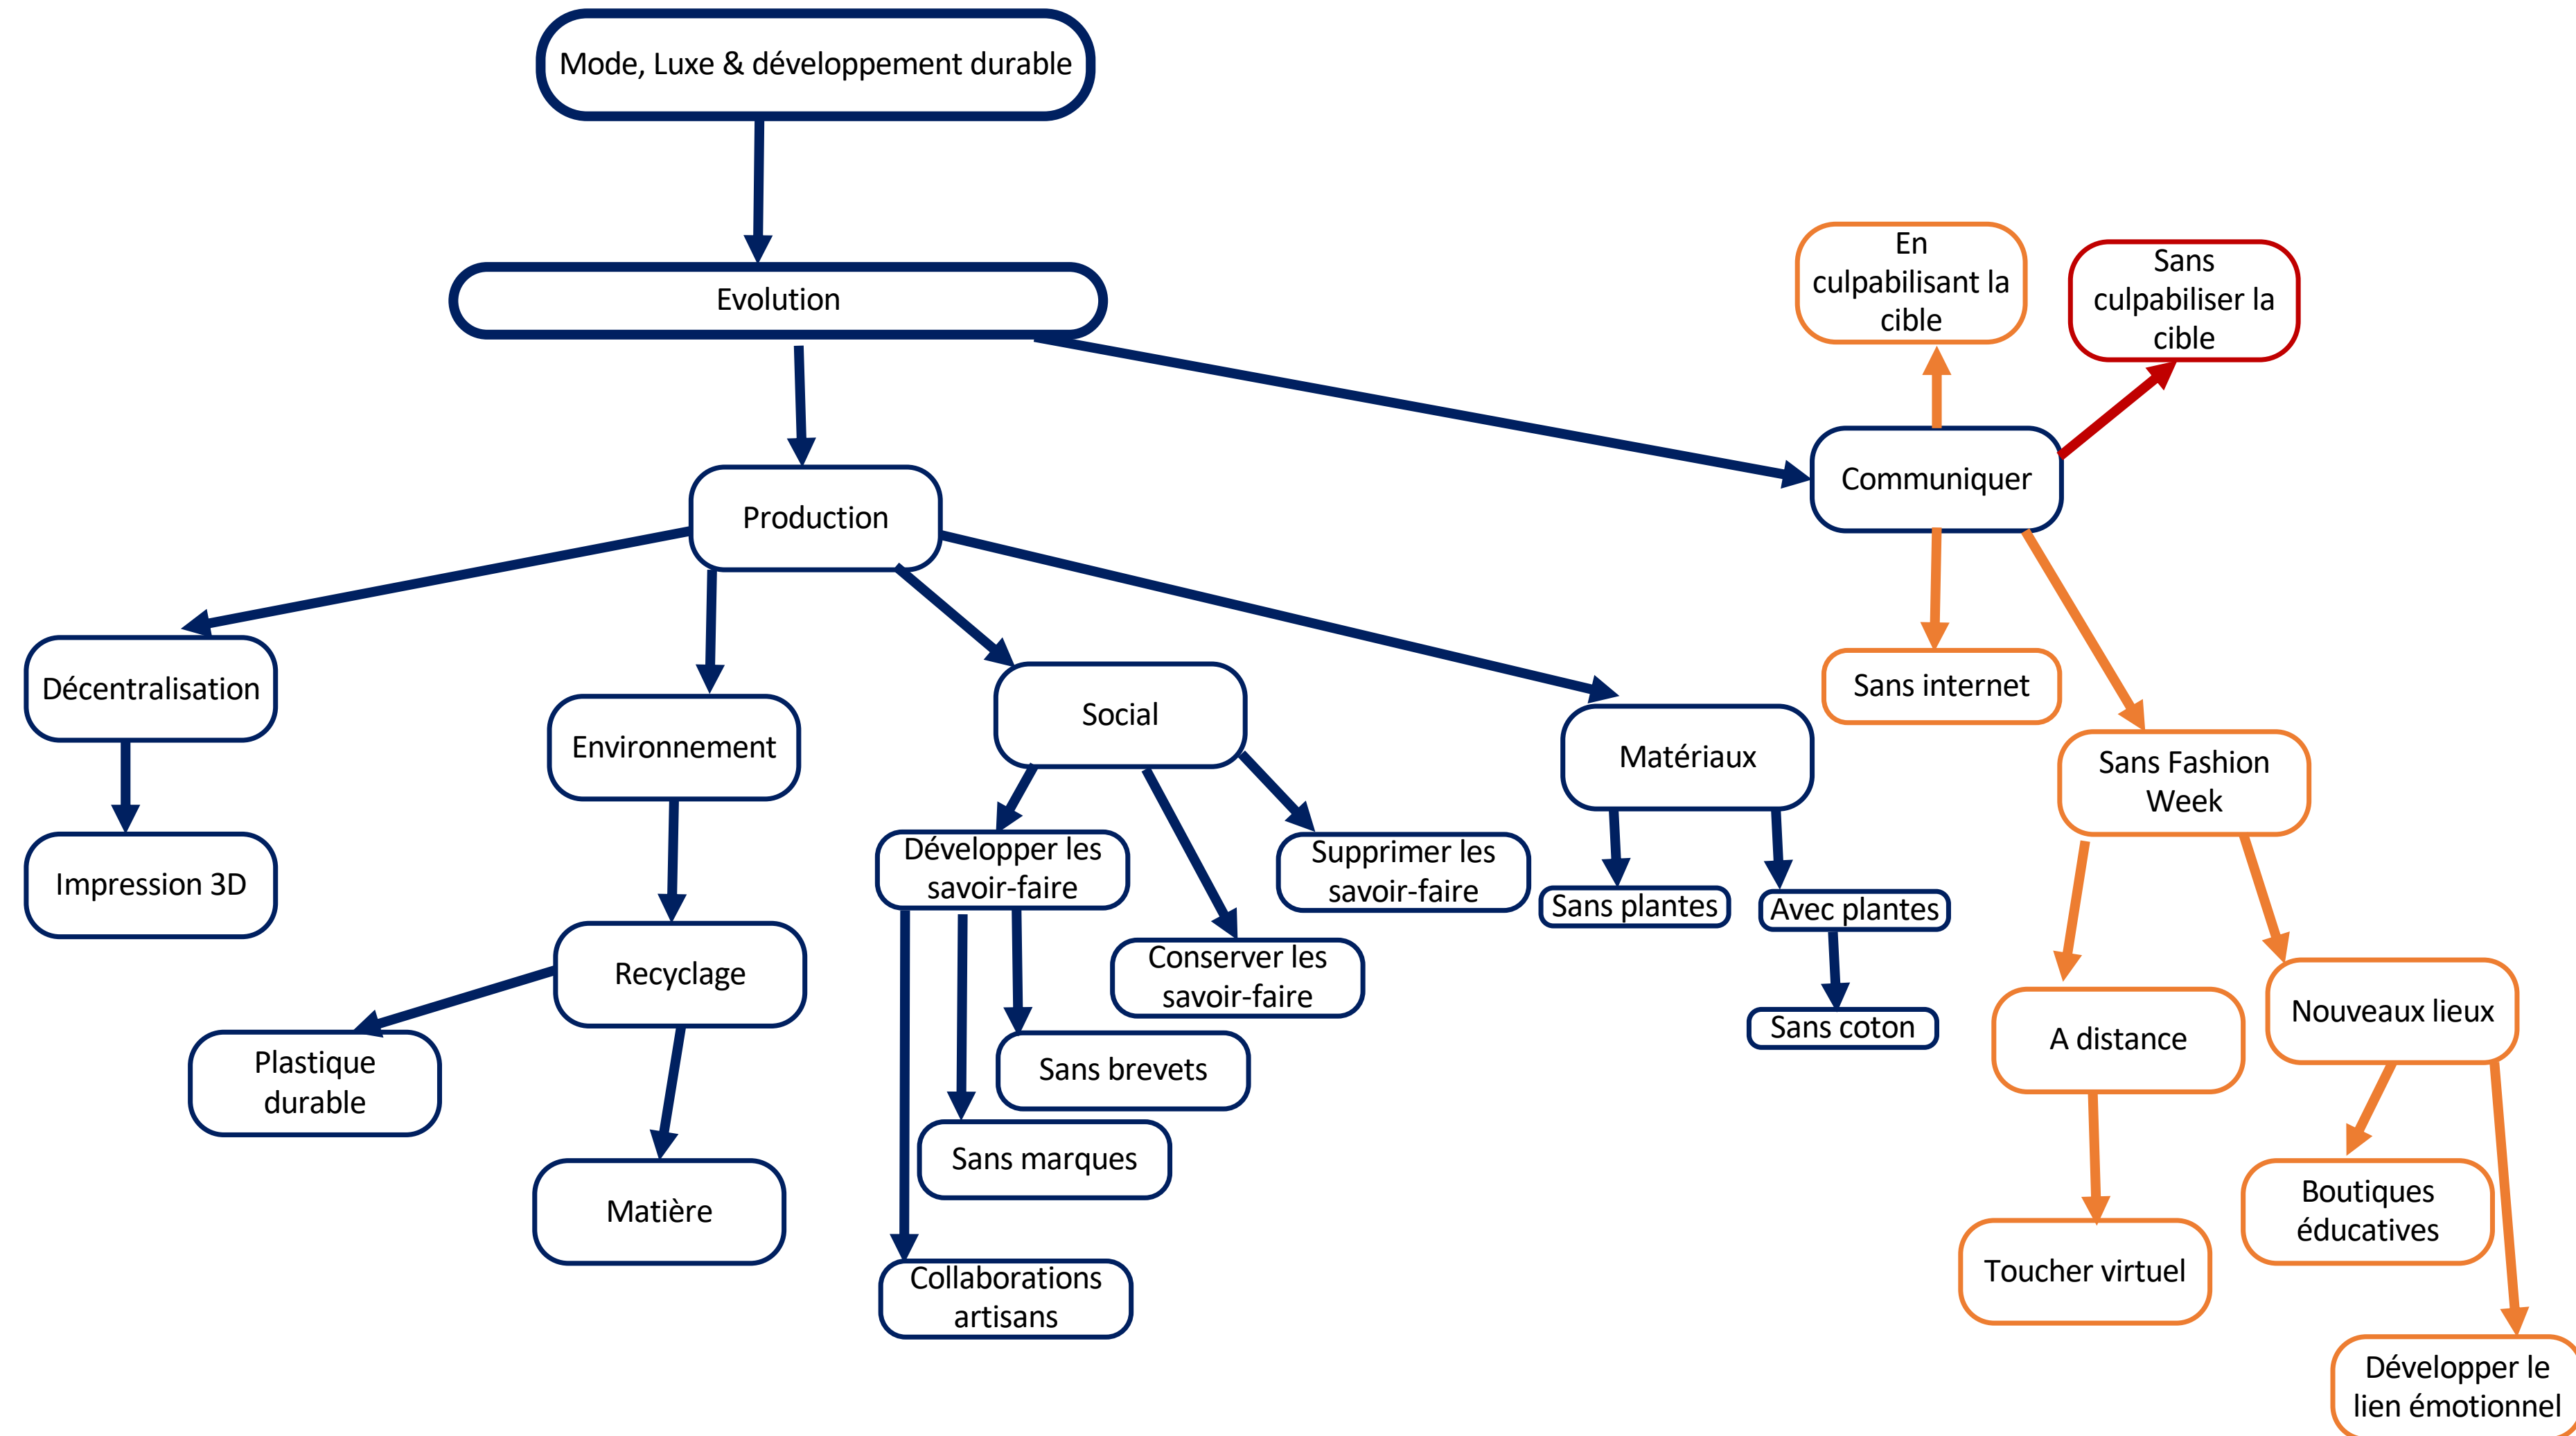 Mode, Luxe & développement durable
Evolution
En
culpabilisant la
cible
Sans
culpabiliser la
cible
Communiquer
Production
Décentralisation
Environnement
Social
Matériaux
Sans internet
Sans Fashion
Week
Impression 3D
Développer les
savoir-faire
Supprimer les
savoir-faire
Sans plantes
Avec plantes
Recyclage
Conserver les
savoir-faire
Sans coton
A distance
Nouveaux lieux
Plastique
durable
Sans brevets
Sans marques
Matière
Boutiques
éducatives
Collaborations
artisans
Toucher virtuel
Développer le
lien émotionnel